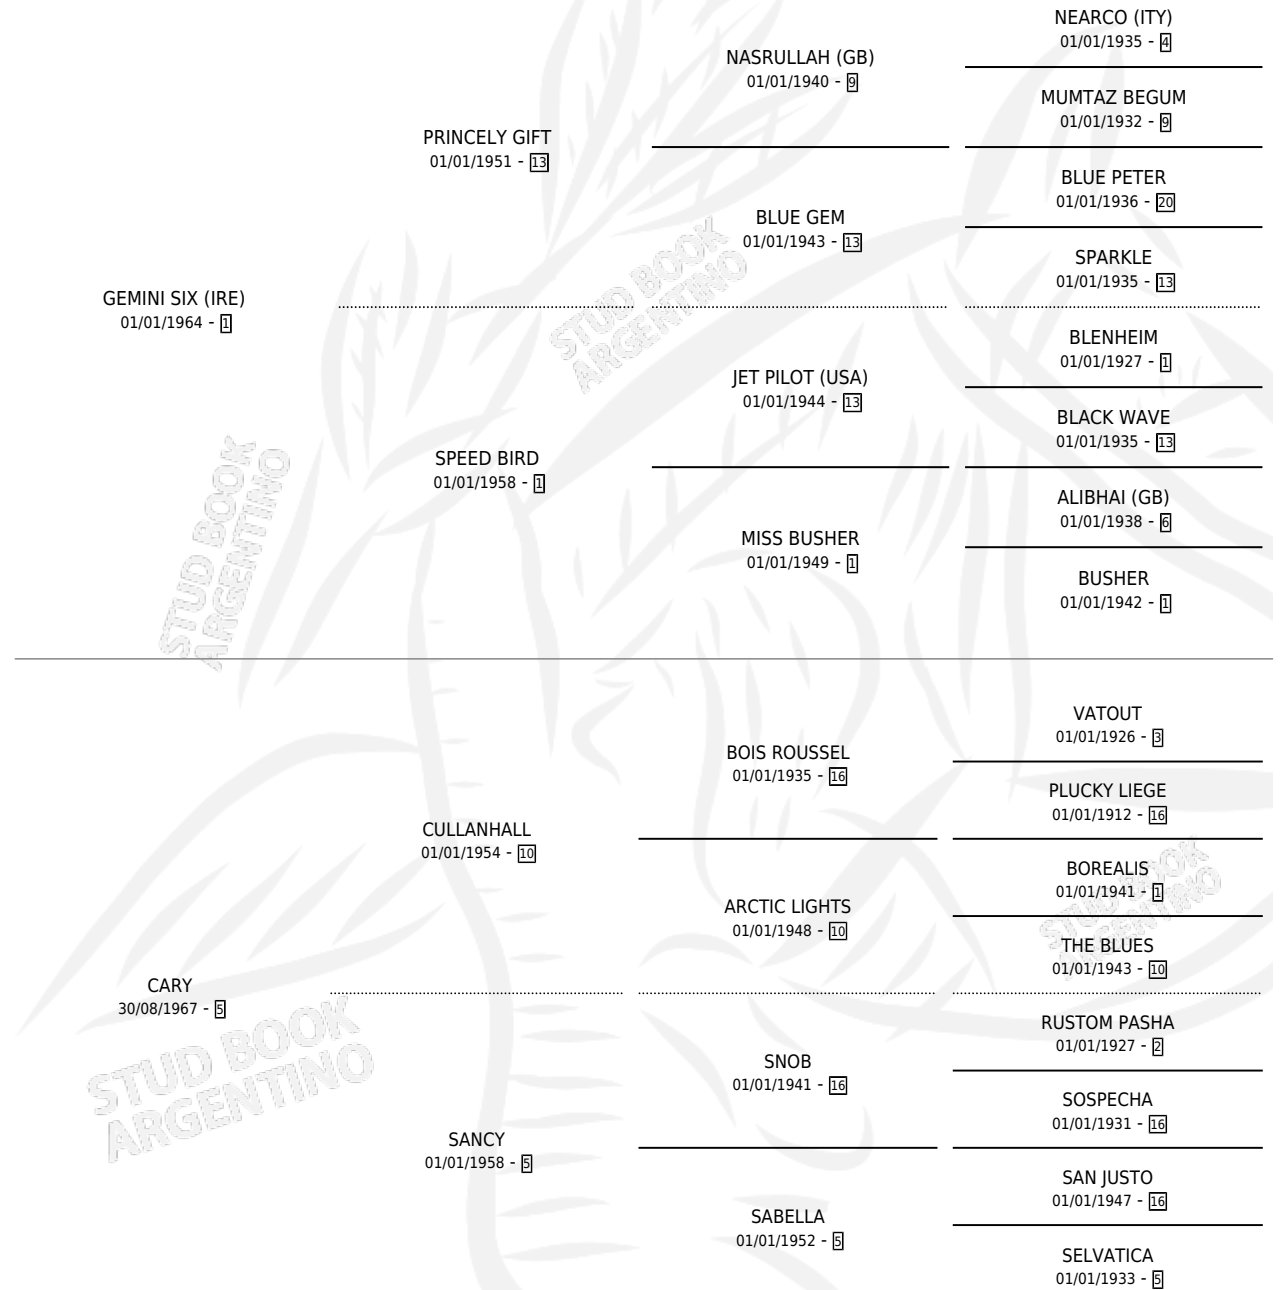 NEARCO (ITY)
01/01/1935 - 4
NASRULLAH (GB)
01/01/1940 - 9
MUMTAZ BEGUM
01/01/1932 - 9
PRINCELY GIFT
01/01/1951 - 13
BLUE PETER
01/01/1936 - 20
BLUE GEM
01/01/1943 - 13
SPARKLE
01/01/1935 - 13
GEMINI SIX (IRE)
01/01/1964 - 1
STUD BOOK
ARGENTINO
BLENHEIM
01/01/1927 - 1
JET PILOT (USA)
01/01/1944 - 13
BLACK WAVE
01/01/1935 - 13
SPEED BIRD
01/01/1958 - 1
ALIBHAI (GB)
01/01/1938 - 6
MISS BUSHER
01/01/1949 - 1
BUSHER
01/01/1942 - 1
STUD BOOK
ARGENTINO
VATOUT
01/01/1926 - 3
BOIS ROUSSEL
01/01/1935 - 16
PLUCKY LIEGE
01/01/1912 - 16
CULLANHALL
01/01/1954 - 10
BOREALIS
01/01/1941 - 1
ARCTIC LIGHTS
01/01/1948 - 10
THE BLUES
01/01/1943 - 10
STUD BOOK
ARGENTINO
CARY
30/08/1967 - 5
RUSTOM PASHA
01/01/1927 - 2
SNOB
01/01/1941 - 16
SOSPECHA
01/01/1931 - 16
STUD BOOK
ARGENTINO
SANCY
01/01/1958 - 5
SAN JUSTO
01/01/1947 - 16
SABELLA
01/01/1952 - 5
SELVATICA
01/01/1933 - 5